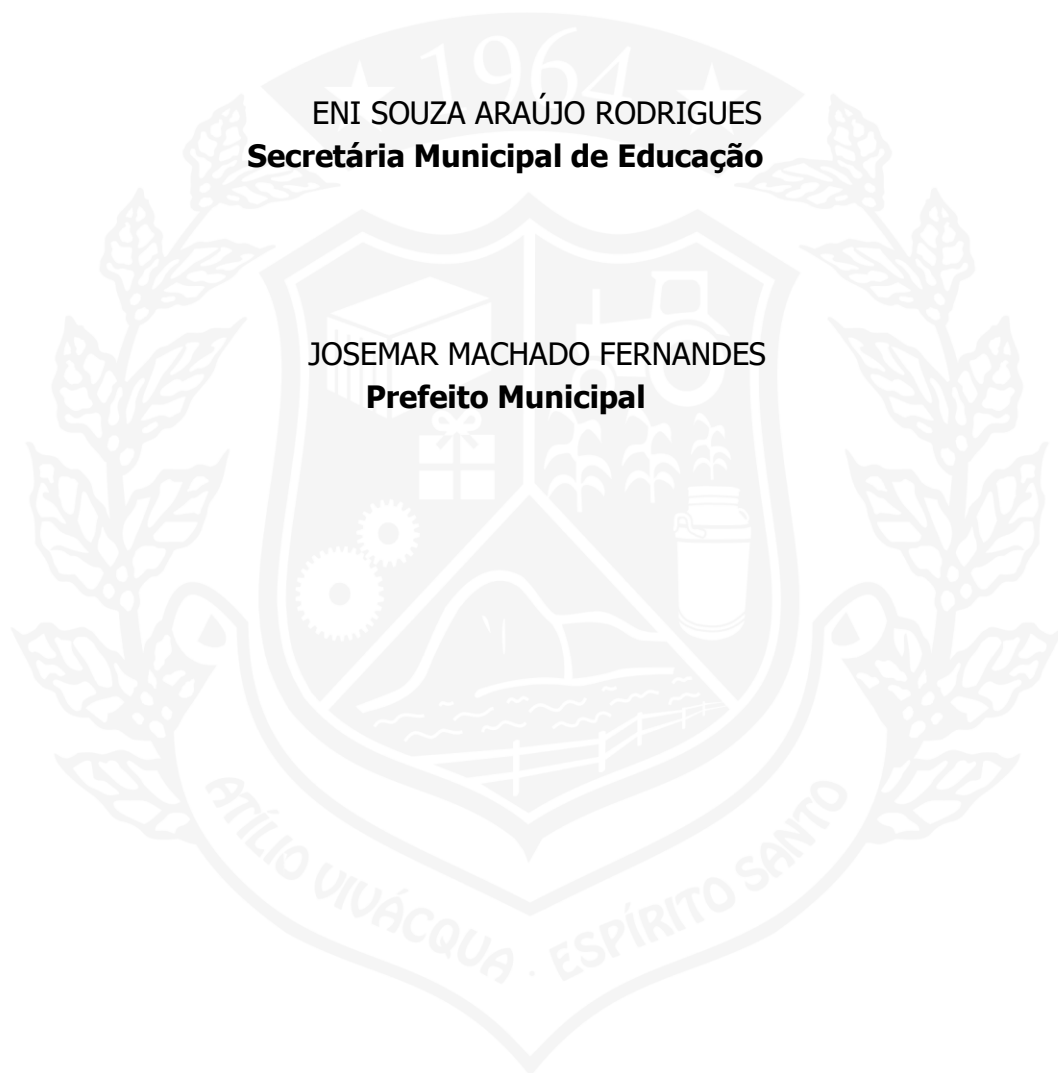 1964
ENI SOUZA ARAÚJO RODRIGUES
Secretária Municipal de Educação
JOSEMAR MACHADO FERNANDES
Prefeito Municipal
ATÍLIO VIVÁCQUA . ESPÍRITO SANTO